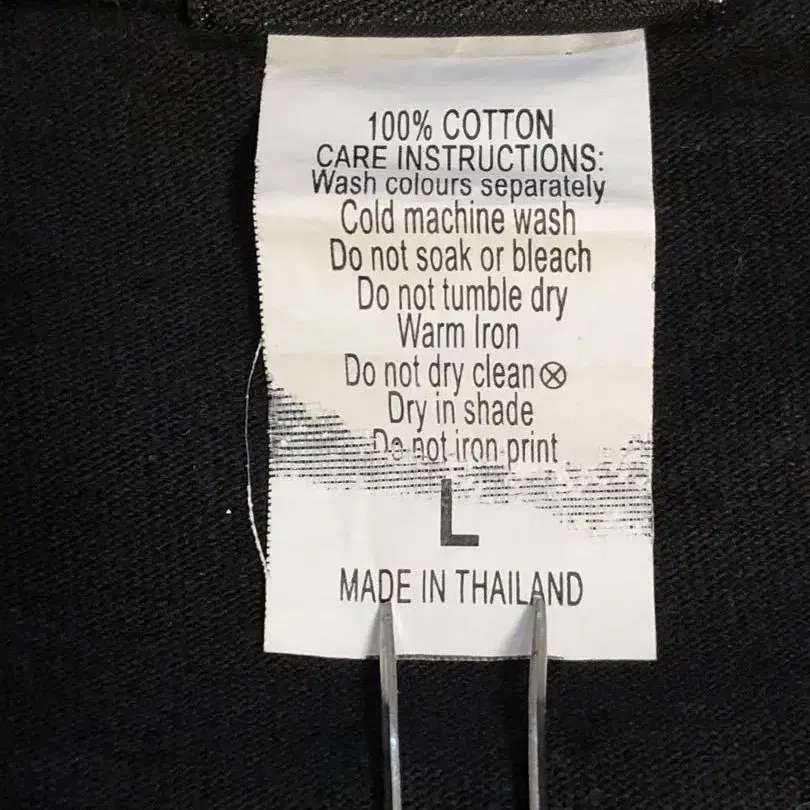 100% COTTON
CARE INSTRUCTIONS:
Wash colours separately
Cold machine wash
Do not soak or bleach
Do not tumble dry
Warm Iron
Do not dry clean⊗
Dry in shade
Do not iron print
L
MADE IN THAILAND